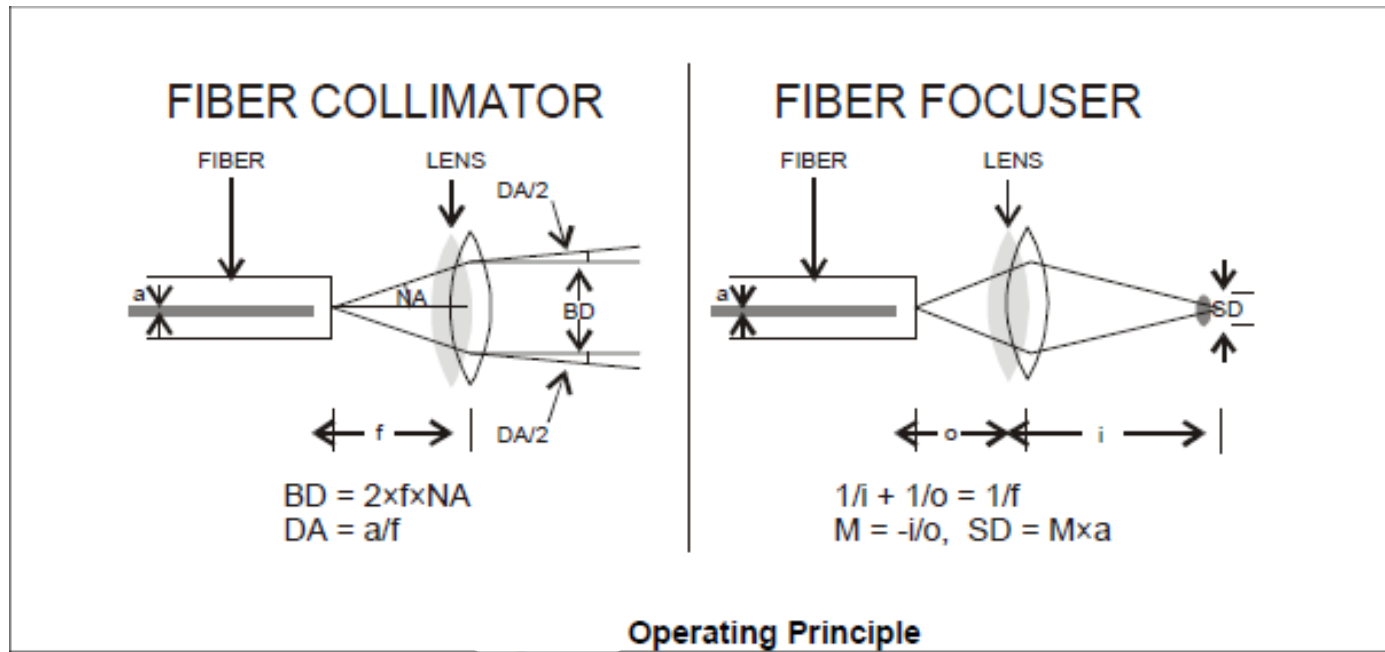 FIBER COLLIMATOR
FIBER
LENS
DA/2
a
NA
BD
f
DA/2
BD = 2×f×NA
DA = a/f
FIBER FOCUSER
FIBER
LENS
a
SD
o
i
1/i + 1/o = 1/f
M = -i/o, SD = M×a
Operating Principle